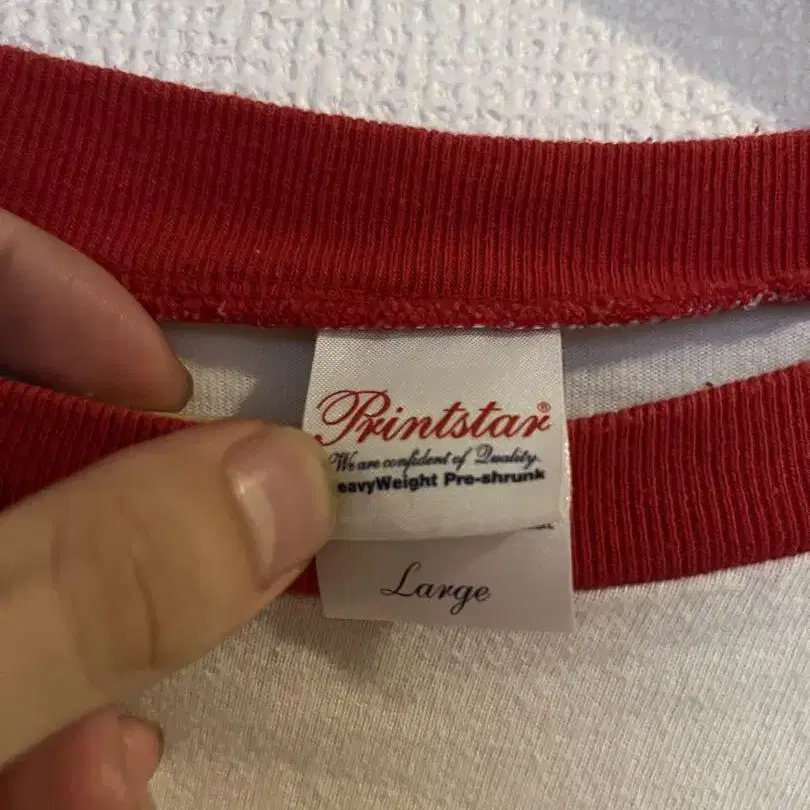 Printstar®
We are confident of Quality.
eavyWeight Pre-shrunk
Large